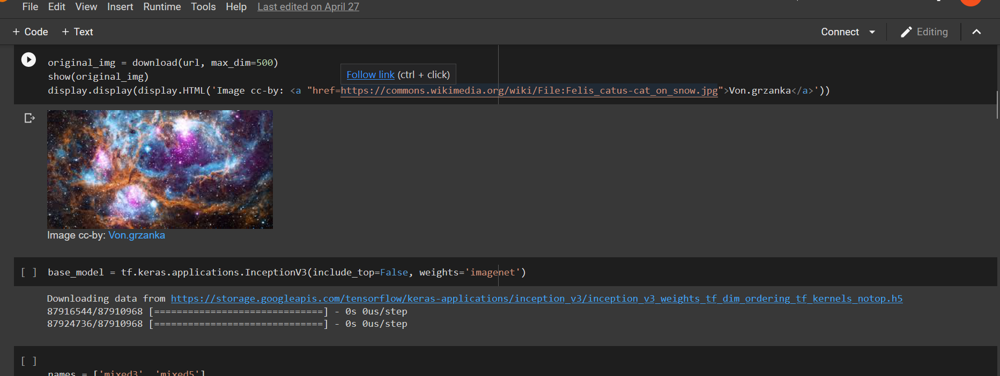 File Edit View Insert Runtime Tools Help Last edited on April 27
+ Code + Text Connect Editing
original_img = download(url, max_dim=500)
show(original_img)
Follow link (ctrl + click)
display.display(display.HTML('Image cc-by: <a "href=https://commons.wikimedia.org/wiki/File:Felis_catus-cat_on_snow.jpg">Von.grzanka</a>'))
Image cc-by: Von.grzanka
[ ] base_model = tf.keras.applications.InceptionV3(include_top=False, weights='imagenet')
Downloading data from https://storage.googleapis.com/tensorflow/keras-applications/inception_v3/inception_v3_weights_tf_dim_ordering_tf_kernels_notop.h5
87916544/87910968 [==============================] - 0s 0us/step
87924736/87910968 [==============================] - 0s 0us/step
[ ]
names = ['mixed3', 'mixed5']